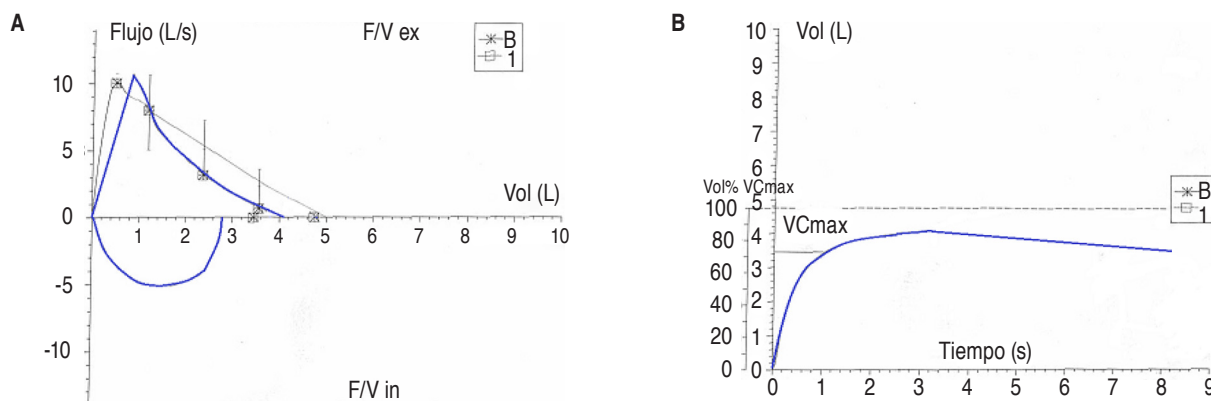 A
Flujo (L/s)
F/V ex
B
1
10
5
0
-5
-10
Vol (L)
1 2 3 4 5 6 7 8 9 10
F/V in
B
Vol (L)
10
9
8
7
6
5
4
3
2
1
0
Vol% VCmax
100
80
60
40
20
0
VCmax
B
1
Tiempo (s)
0 1 2 3 4 5 6 7 8 9